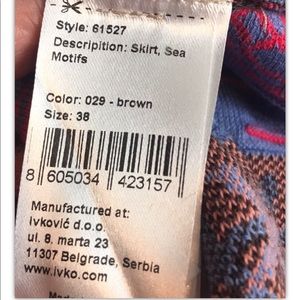 Style: 61527
Descripition: Skirt, Sea
Motifs
Color: 029 - brown
Size: 38
8 605034 423157
Manufactured at:
Ivković d.o.o.
ul. 8. marta 23
11307 Belgrade, Serbia
www.ivko.com